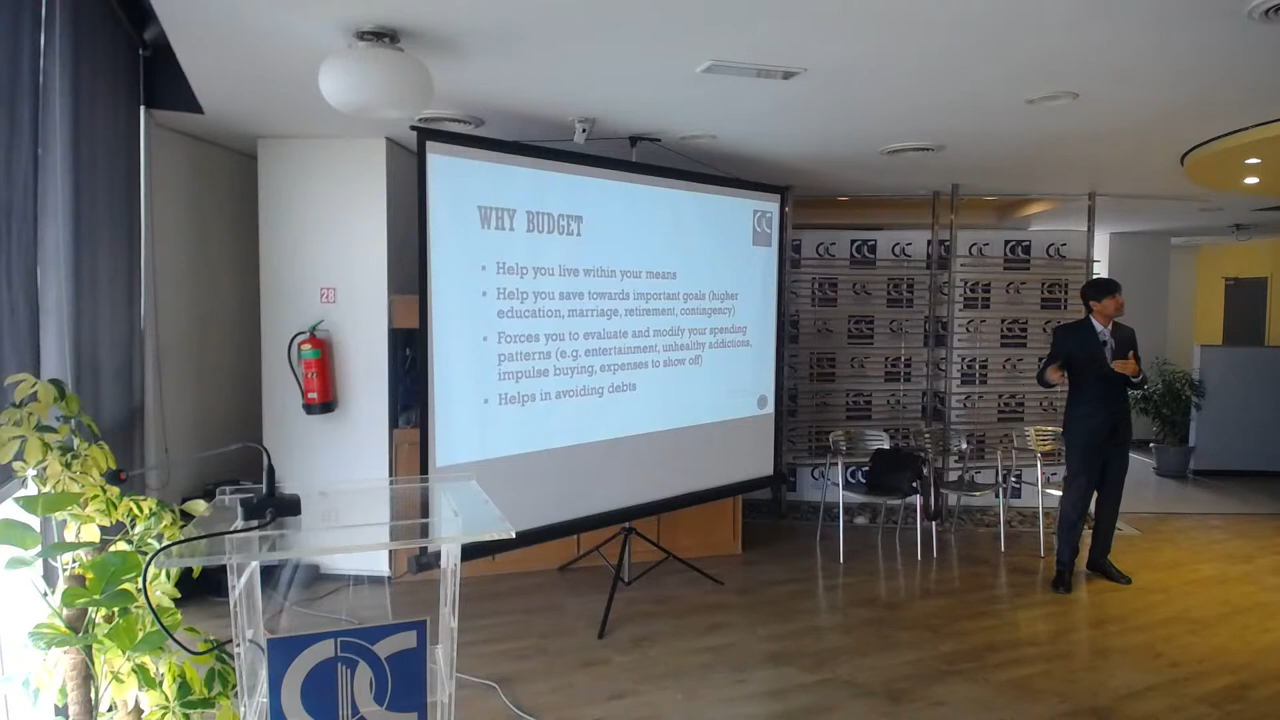 WHY BUDGET
Help you live within your means
Help you save towards important goals (higher
education, marriage, retirement, contingency)
Forces you to evaluate and modify your spending
patterns (e.g. entertainment, unhealthy addictions,
impulse buying, expenses to show off)
Helps in avoiding debts
28